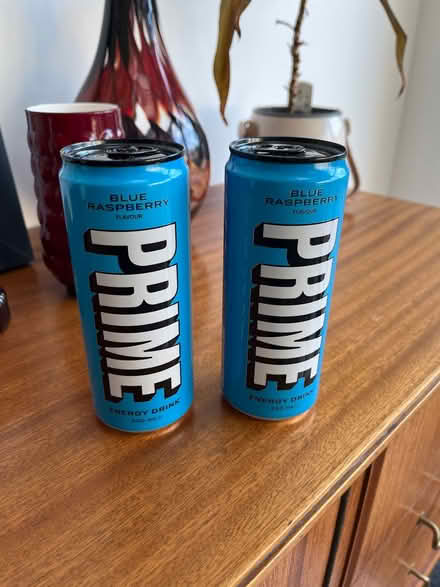 BLUE
RASPBERRY
FLAVOUR
PRIME
ENERGY DRINK
BLUE
RASPBERRY
FLAVOUR
PRIME
ENERGY DRINK